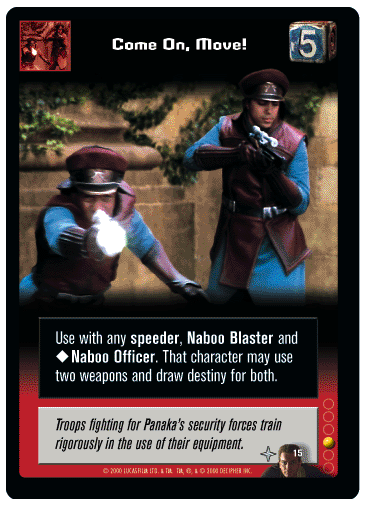 Come On, Move!
5
Use with any speeder, Naboo Blaster and
◆Naboo Officer. That character may use
two weapons and draw destiny for both.
Troops fighting for Panaka's security forces train
rigorously in the use of their equipment.
15
© 2000 LUCASFILM LTD. & TM. TM, ®, & © 2000 DECIPHER INC.